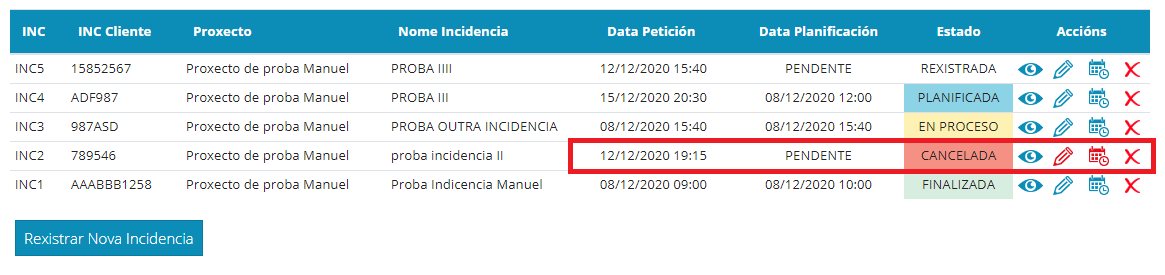 INC INC Cliente Proxecto Nome Incidencia Data Petición Data Planificación Estado Accións
INC5 15852567 Proxecto de proba Manuel PROBA IIII 12/12/2020 15:40 PENDENTE REXISTRADA
INC4 ADF987 Proxecto de proba Manuel PROBA III 15/12/2020 20:30 08/12/2020 12:00 PLANIFICADA
INC3 987ASD Proxecto de proba Manuel PROBA OUTRA INCIDENCIA 08/12/2020 15:40 08/12/2020 15:40 EN PROCESO
INC2 789546 Proxecto de proba Manuel proba incidencia II 12/12/2020 19:15 PENDENTE CANCELADA
INC1 AAABBB1258 Proxecto de proba Manuel Proba Indicencia Manuel 08/12/2020 09:00 08/12/2020 10:00 FINALIZADA
Rexistrar Nova Incidencia